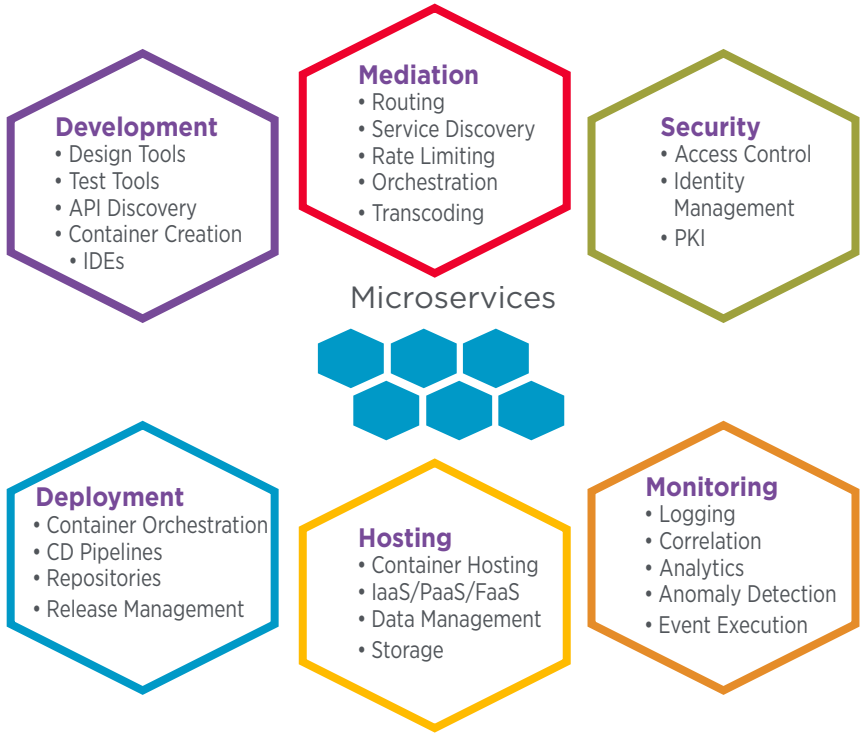 Development
• Design Tools
• Test Tools
• API Discovery
• Container Creation
• IDEs
Mediation
• Routing
• Service Discovery
• Rate Limiting
• Orchestration
• Transcoding
Security
• Access Control
• Identity
Management
• PKI
Microservices
Deployment
• Container Orchestration
• CD Pipelines
• Repositories
• Release Management
Hosting
• Container Hosting
• IaaS/PaaS/FaaS
• Data Management
• Storage
Monitoring
• Logging
• Correlation
• Analytics
• Anomaly Detection
• Event Execution